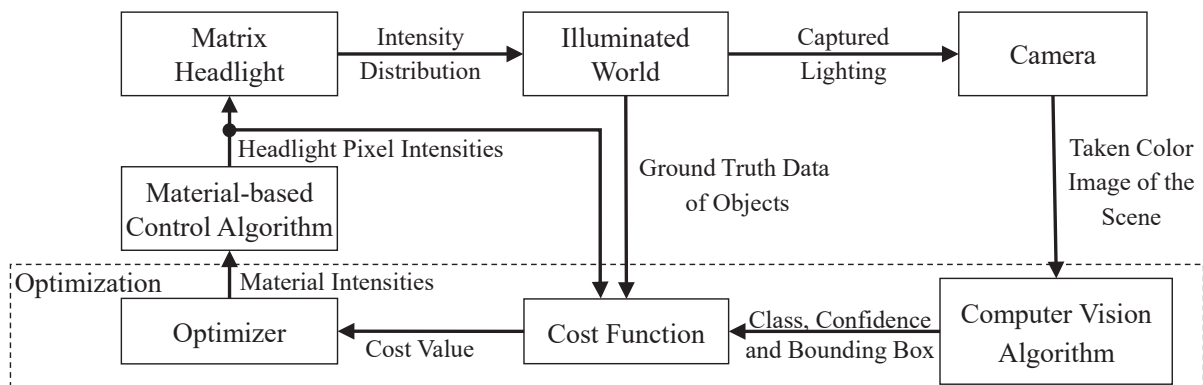 Matrix
Headlight
Intensity
Distribution
Illuminated
World
Captured
Lighting
Camera
Headlight Pixel Intensities
Ground Truth Data
of Objects
Taken Color
Image of the
Scene
Material-based
Control Algorithm
Optimization
Material Intensities
Optimizer
Cost Value
Cost Function
Class, Confidence
and Bounding Box
Computer Vision
Algorithm